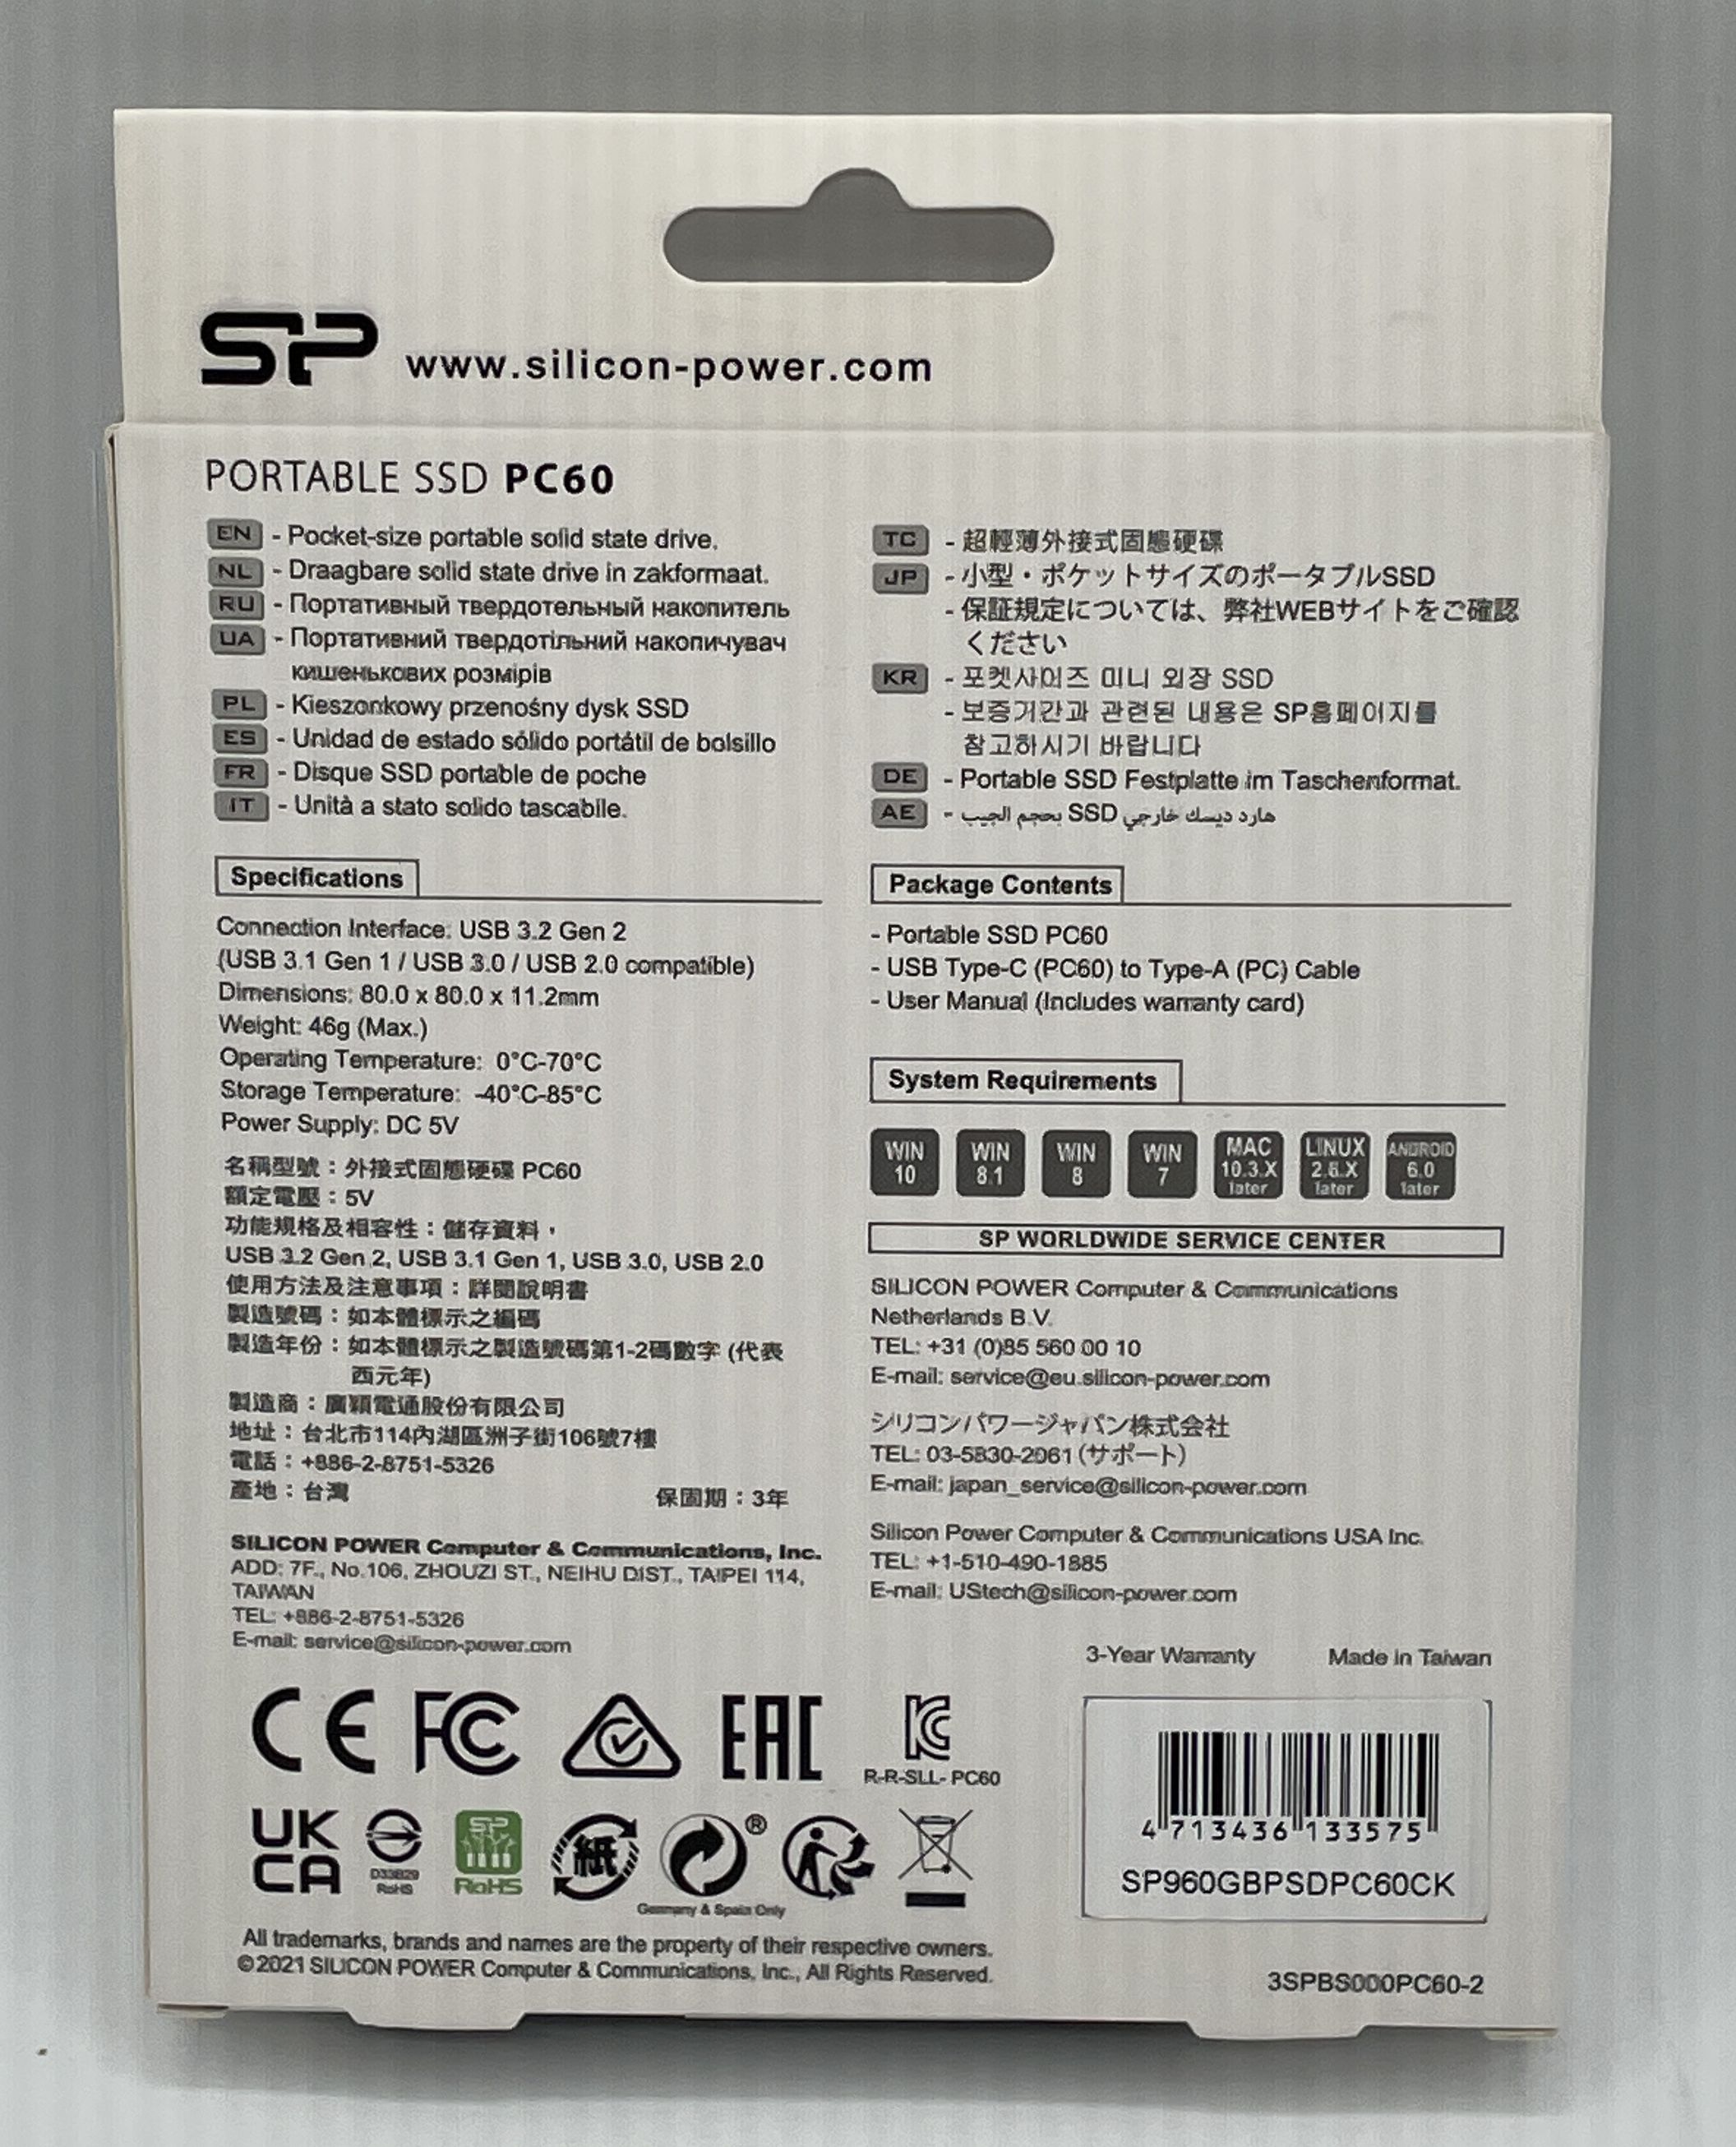 SP www.silicon-power.com
PORTABLE SSD PC60
EN - Pocket-size portable solid state drive.
NL - Draagbare solid state drive in zakformaat.
RU - Портативный твердотельный накопитель
UA - Портативний твердотільний накопичувач
кишенькових розмірів
PL - Kieszonkowy przenośny dysk SSD
ES - Unidad de estado sólido portátil de bolsillo
FR - Disque SSD portable de poche
IT - Unità a stato solido tascabile.
TC - 超輕薄外接式固態硬碟
JP - 小型・ポケットサイズのポータブルSSD
- 保証規定については、弊社WEBサイトをご確認
ください
KR - 포켓사이즈 미니 외장 SSD
- 보증기간과 관련된 내용은 SP홈페이지를
참고하시기 바랍니다
DE - Portable SSD Festplatte im Taschenformat.
AE - هارد ديسك خارجي SSD بحجم الجيب
Specifications
Connection Interface: USB 3.2 Gen 2
(USB 3.1 Gen 1 / USB 3.0 / USB 2.0 compatible)
Dimensions: 80.0 x 80.0 x 11.2mm
Weight: 46g (Max.)
Operating Temperature: 0°C-70°C
Storage Temperature: -40°C-85°C
Power Supply: DC 5V
名稱型號：外接式固態硬碟 PC60
額定電壓：5V
功能規格及相容性：儲存資料，
USB 3.2 Gen 2, USB 3.1 Gen 1, USB 3.0, USB 2.0
使用方法及注意事項：詳閱說明書
製造號碼：如本體標示之編碼
製造年份：如本體標示之製造號碼第1-2碼數字 (代表
西元年)
製造商：廣穎電通股份有限公司
地址：台北市114內湖區洲子街106號7樓
電話：+886-2-8751-5326
產地：台灣 保固期：3年
SILICON POWER Computer & Communications, Inc.
ADD: 7F., No.106, ZHOUZI ST., NEIHU DIST., TAIPEI 114,
TAIWAN
TEL: +886-2-8751-5326
E-mail: service@silicon-power.com
Package Contents
- Portable SSD PC60
- USB Type-C (PC60) to Type-A (PC) Cable
- User Manual (Includes warranty card)
System Requirements
WIN 10
WIN 8.1
WIN 8
WIN 7
MAC 10.3.X later
LINUX 2.6.X later
ANDROID 6.0 later
SP WORLDWIDE SERVICE CENTER
SILICON POWER Computer & Communications
Netherlands B.V.
TEL: +31 (0)85 560 00 10
E-mail: service@eu.silicon-power.com
シリコンパワージャパン株式会社
TEL: 03-5830-2061 (サポート)
E-mail: japan_service@silicon-power.com
Silicon Power Computer & Communications USA Inc.
TEL: +1-510-490-1885
E-mail: UStech@silicon-power.com
3-Year Warranty Made in Taiwan
CE FC EAC KC
R-R-SLL- PC60
UK
CA
D33B29
RoHS
SP
RoHS
紙
®
Germany & Spain Only
4 713436 133575
SP960GBPSDPC60CK
All trademarks, brands and names are the property of their respective owners.
©2021 SILICON POWER Computer & Communications, Inc., All Rights Reserved.
3SPBS000PC60-2